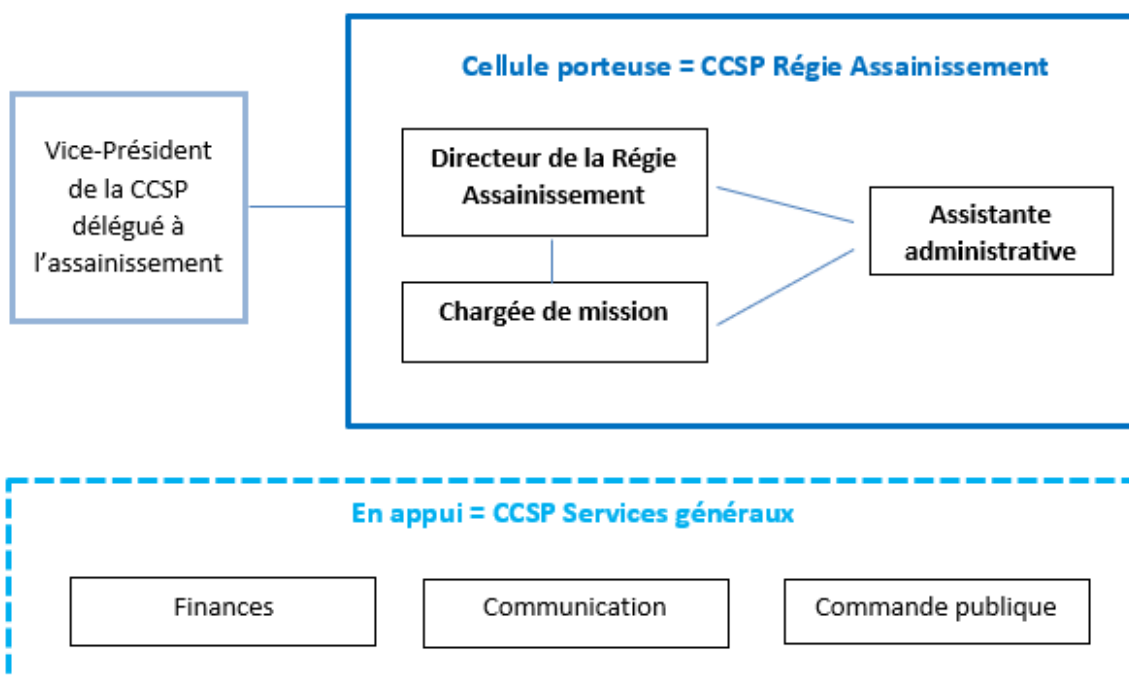 Cellule porteuse = CCSP Régie Assainissement
Vice-Président
de la CCSP
délégué à
l’assainissement
Directeur de la Régie
Assainissement
Assistante
administrative
Chargée de mission
En appui = CCSP Services généraux
Finances
Communication
Commande publique